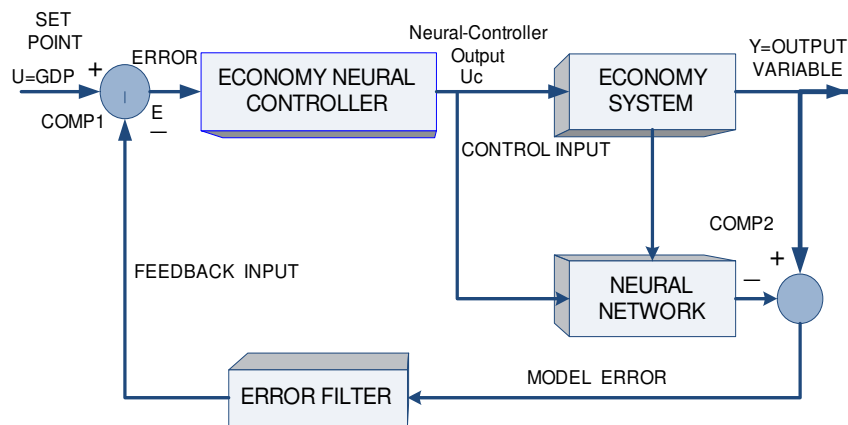 SET
POINT
U=GDP
+
ERROR
COMP1
E
—
ECONOMY NEURAL
CONTROLLER
Neural-Controller
Output
Uc
ECONOMY
SYSTEM
Y=OUTPUT
VARIABLE
CONTROL INPUT
COMP2
+
—
NEURAL
NETWORK
FEEDBACK INPUT
MODEL ERROR
ERROR FILTER